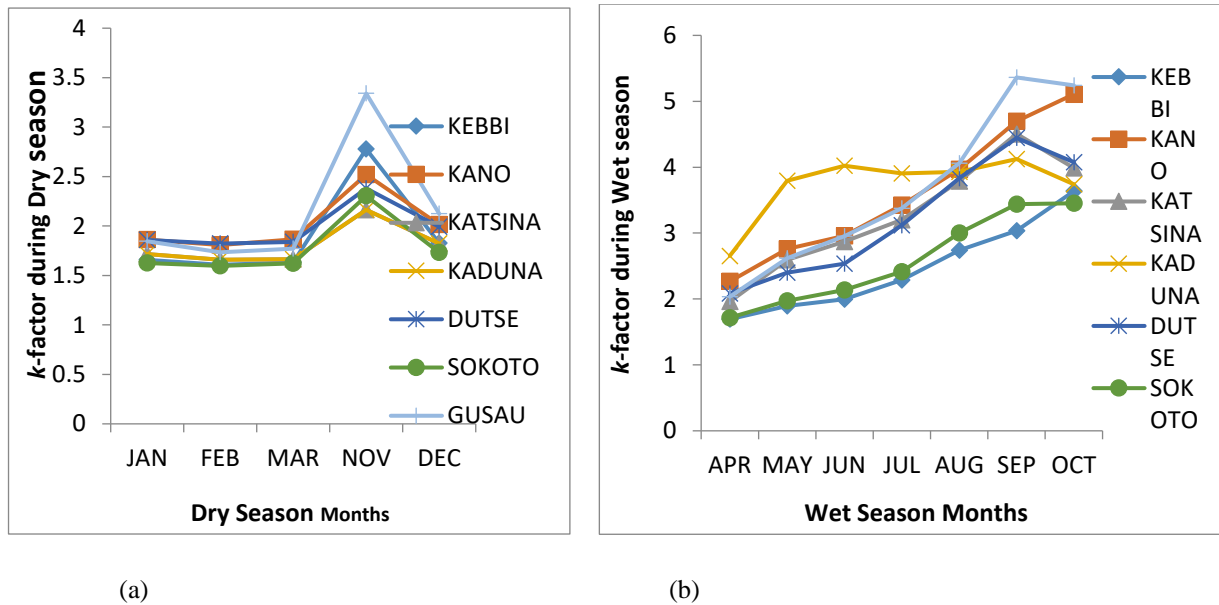 k-factor during Dry season
4
3.5
3
2.5
2
1.5
1
0.5
0
JAN FEB MAR NOV DEC
Dry Season Months
KEBBI
KANO
KATSINA
KADUNA
DUTSE
SOKOTO
GUSAU
(a)
k-factor during Wet season
6
5
4
3
2
1
0
APR MAY JUN JUL AUG SEP OCT
Wet Season Months
KEB
BI
KAN
O
KAT
SINA
KAD
UNA
DUT
SE
SOK
OTO
(b)